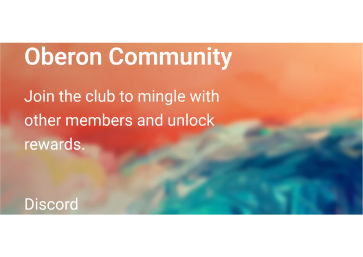 Oberon Community
Join the club to mingle with
other members and unlock
rewards.
Discord